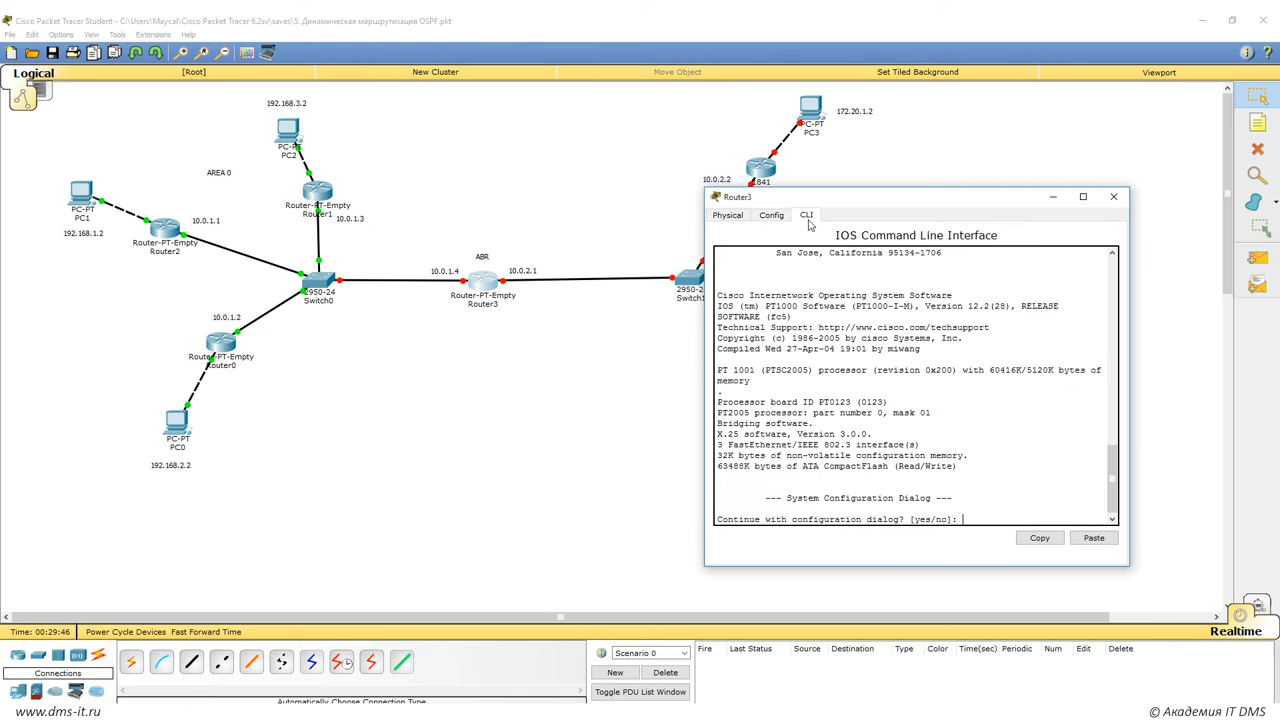 Cisco Packet Tracer Student - C:\Users\Maycal\Cisco Packet Tracer 6.2sv\saves\5. Динамическая маршрутизация OSPF.pkt
File Edit Options View Tools Extensions Help
Logical [Root] New Cluster Move Object Set Tiled Background Viewport
192.168.3.2
PC-PT
PC2
AREA 0
PC-PT
PC1
192.168.1.2
10.0.1.1
Router-PT-Empty
Router2
Router-PT-Empty
Router1
10.0.1.3
2950-24
Switch0
10.0.1.2
Router-PT-Empty
Router0
PC-PT
PC0
192.168.2.2
ABR
10.0.1.4
10.0.2.1
Router-PT-Empty
Router3
PC-PT
PC3
172.20.1.2
1841
10.0.2.2
2950-2
Switch1
Router3
Physical Config CLI
IOS Command Line Interface
San Jose, California 95134-1706
Cisco Internetwork Operating System Software
IOS (tm) PT1000 Software (PT1000-I-M), Version 12.2(28), RELEASE
SOFTWARE (fc5)
Technical Support: http://www.cisco.com/techsupport
Copyright (c) 1986-2005 by cisco Systems, Inc.
Compiled Wed 27-Apr-04 19:01 by miwang
PT 1001 (PTSC2005) processor (revision 0x200) with 60416K/5120K bytes of
memory
.
Processor board ID PT0123 (0123)
PT2005 processor: part number 0, mask 01
Bridging software.
X.25 software, Version 3.0.0.
3 FastEthernet/IEEE 802.3 interface(s)
32K bytes of non-volatile configuration memory.
63488K bytes of ATA CompactFlash (Read/Write)
--- System Configuration Dialog ---
Continue with configuration dialog? [yes/no]:
Copy Paste
Time: 00:29:46 Power Cycle Devices Fast Forward Time
Realtime
Connections
Automatically Choose Connection Type
Scenario 0
New Delete
Toggle PDU List Window
Fire Last Status Source Destination Type Color Time(sec) Periodic Num Edit Delete
www.dms-it.ru
© Академия IT DMS